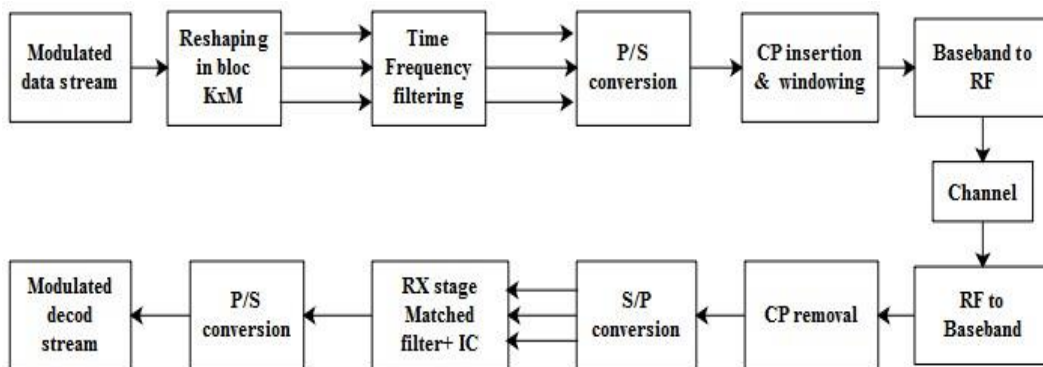 Modulated
data stream
Reshaping
in bloc
KxM
Time
Frequency
filtering
P/S
conversion
CP insertion
& windowing
Baseband to
RF
Channel
RF to
Baseband
CP removal
S/P
conversion
RX stage
Matched
filter+ IC
P/S
conversion
Modulated
decod
stream